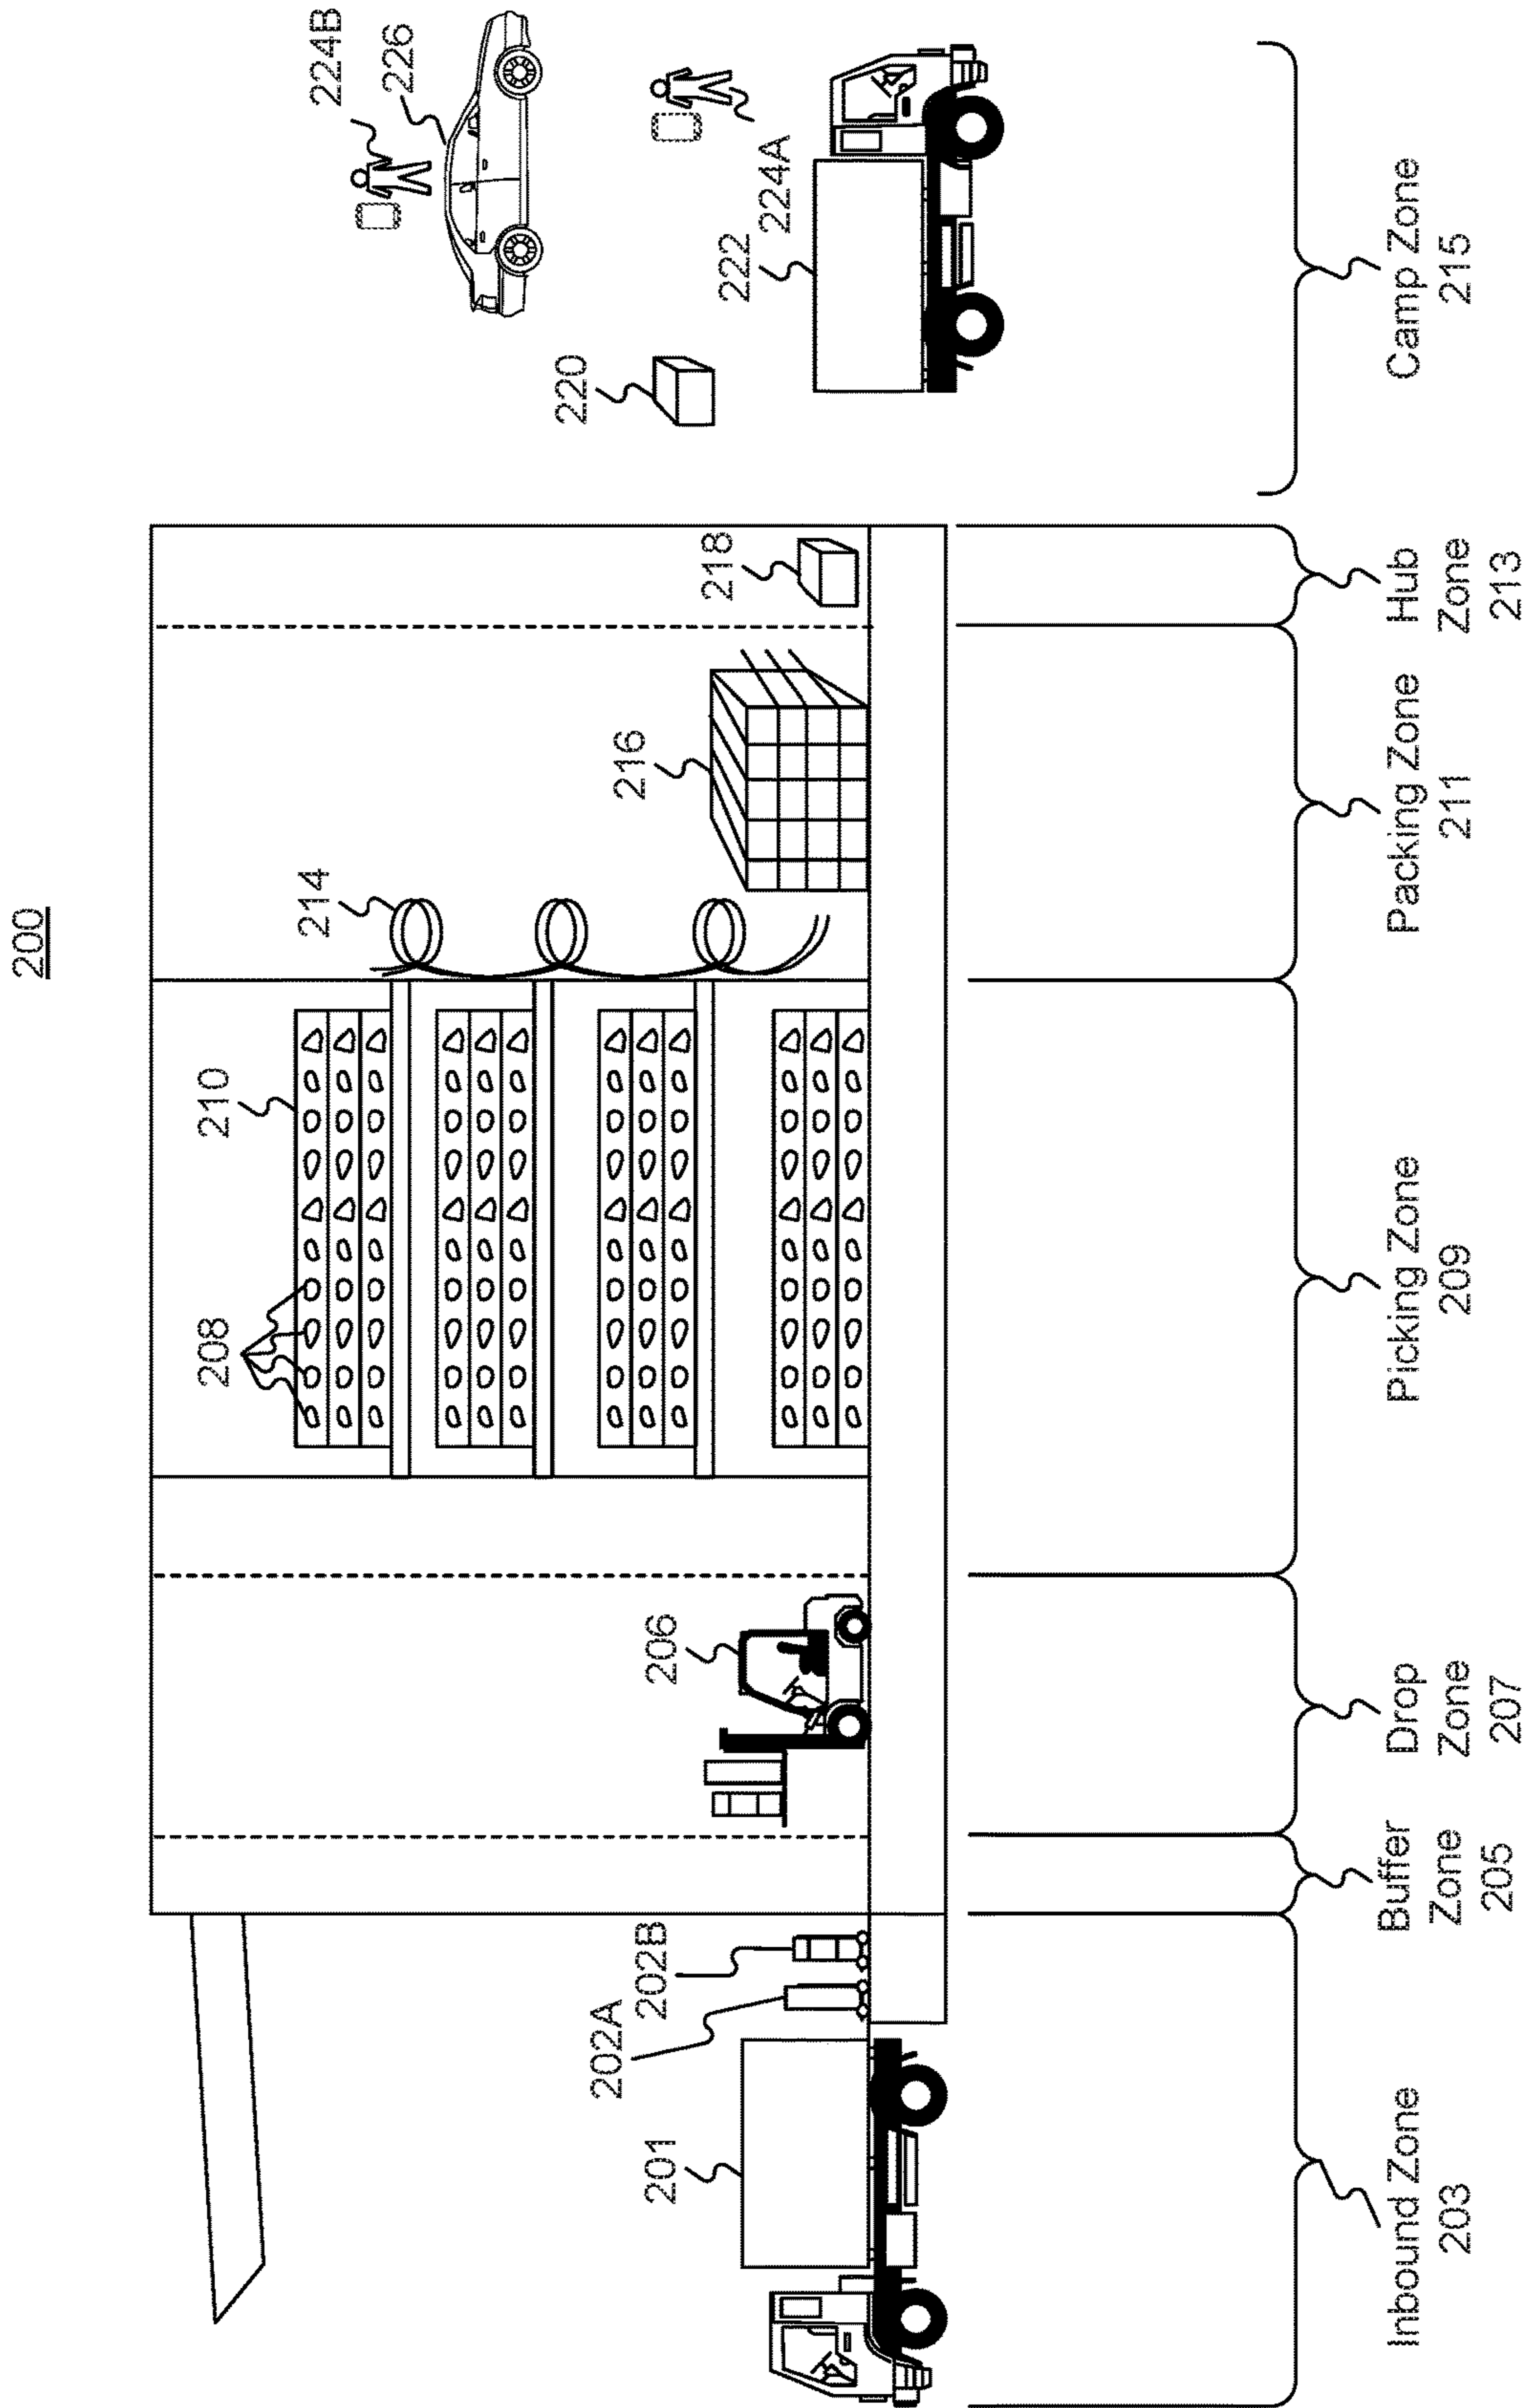 200
201
202A
202B
206
208
210
214
216
218
220
222
224A
224B
226
Inbound Zone
203
Buffer
Zone
205
Drop
Zone
207
Picking Zone
209
Packing Zone
211
Hub
Zone
213
Camp Zone
215